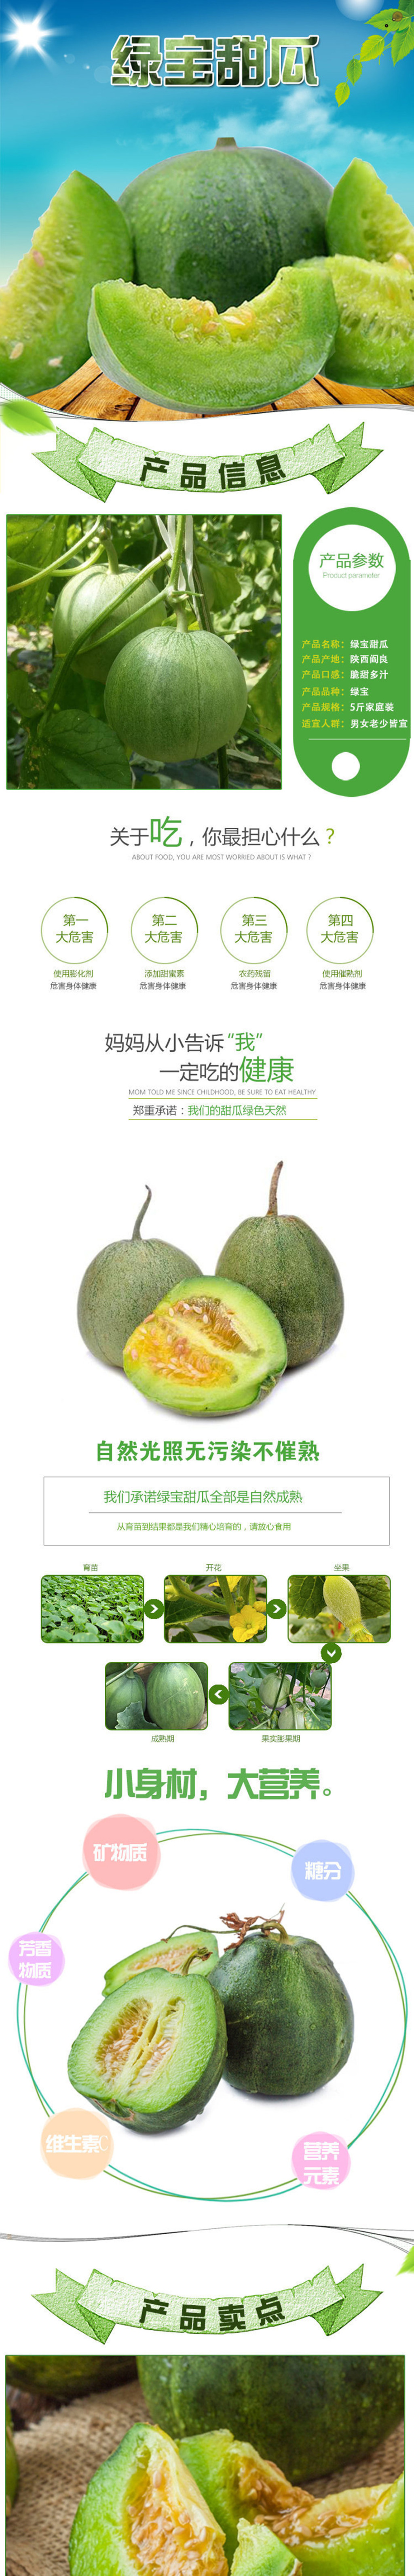 绿宝甜瓜
产品信息
产品参数
Product parameter
产品名称：绿宝甜瓜
产品产地：陕西阎良
产品口感：脆甜多汁
产品品种：绿宝
产品规格：5斤家庭装
适宜人群：男女老少皆宜
关于吃，你最担心什么？
ABOUT FOOD, YOU ARE MOST WORRIED ABOUT IS WHAT ?
第一
大危害
使用膨化剂
危害身体健康
第二
大危害
添加甜蜜素
危害身体健康
第三
大危害
农药残留
危害身体健康
第四
大危害
使用催熟剂
危害身体健康
妈妈从小告诉“我”
一定吃的健康
MOM TOLD ME SINCE CHILDHOOD, BE SURE TO EAT HEALTHY
郑重承诺：我们的甜瓜绿色天然
自然光照无污染不催熟
我们承诺绿宝甜瓜全部是自然成熟
从育苗到结果都是我们精心培育的，请放心食用
育苗
开花
坐果
成熟期
果实膨果期
小身材，大营养。
矿物质
糖分
芳香
物质
维生素C
营养
元素
产品卖点